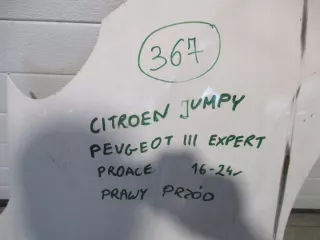 367
CITROEN JUMPY
PEUGEOT III EXPERT
PROACE 16-24r
PRAWY PRZÓD